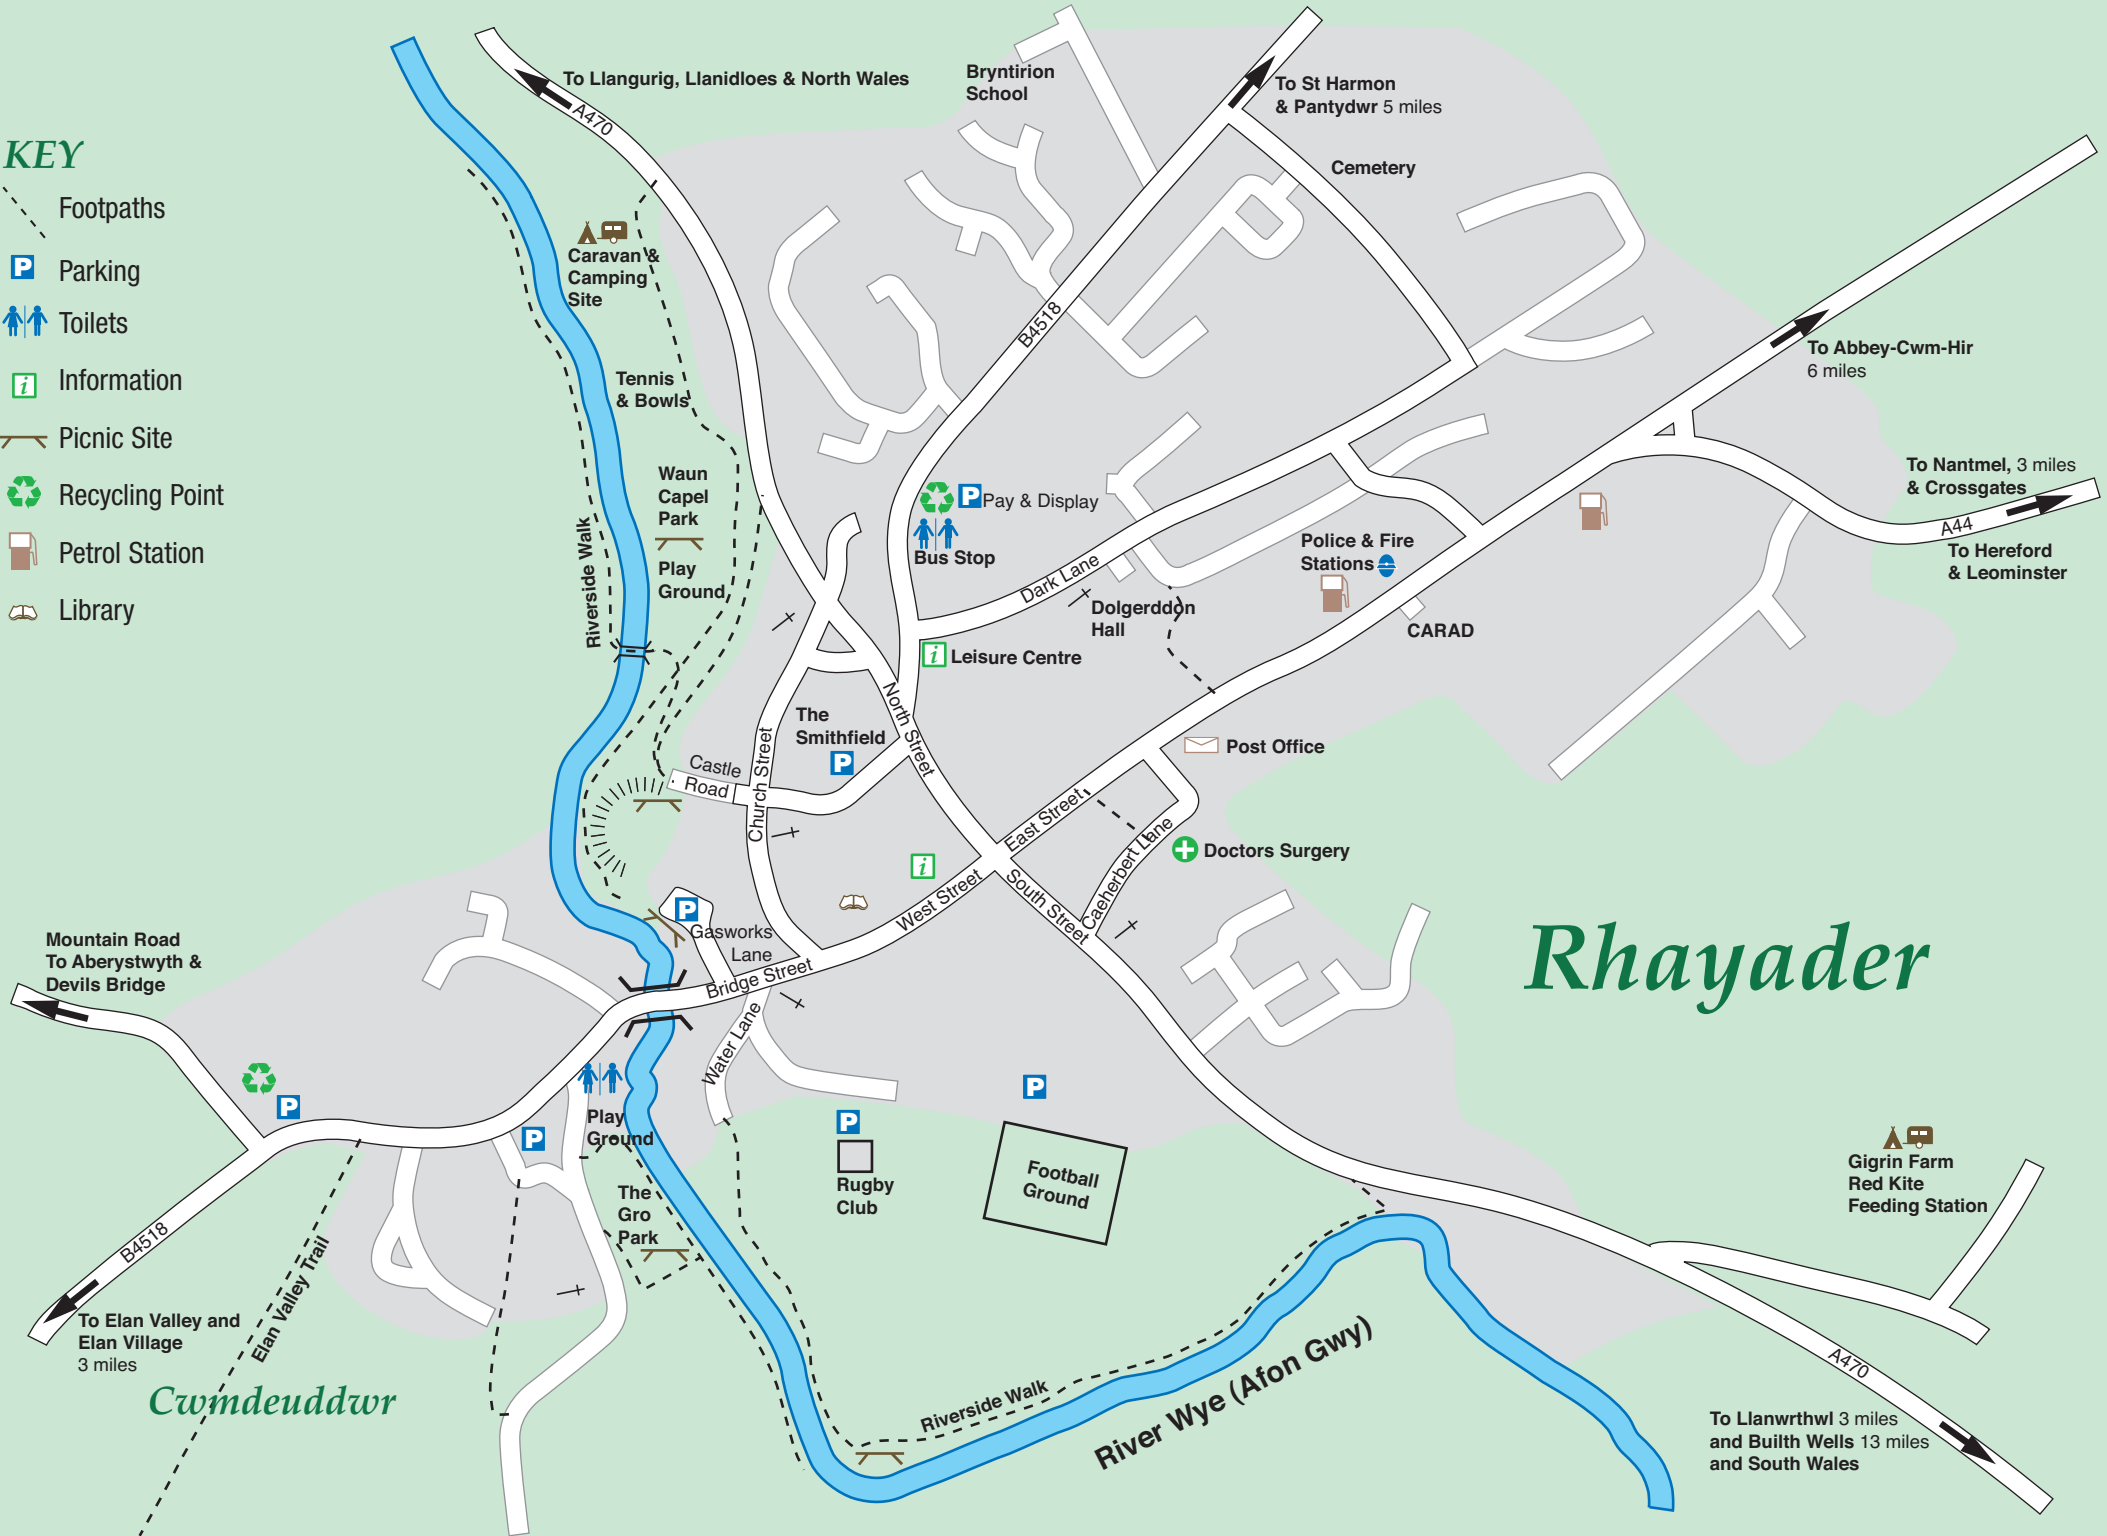 KEY
Footpaths
P Parking
Toilets
i Information
Picnic Site
Recycling Point
Petrol Station
Library
To Llangurig, Llanidloes & North Wales
A470
Bryntirion
School
To St Harmon
& Pantydwr 5 miles
Cemetery
Caravan &
Camping
Site
B4518
To Abbey-Cwm-Hir
6 miles
Tennis
& Bowls
Waun
Capel
Park
Play
Ground
Riverside Walk
P Pay & Display
Bus Stop
To Nantmel, 3 miles
& Crossgates
A44
To Hereford
& Leominster
Police & Fire
Stations
Dark Lane
Dolgerddon
Hall
CARAD
i Leisure Centre
The
Smithfield
P
North Street
Church Street
Castle
Road
Post Office
East Street
Caeherbert Lane
Doctors Surgery
i
West Street
South Street
P
Gasworks
Lane
Bridge Street
Water Lane
Rhayader
Mountain Road
To Aberystwyth &
Devils Bridge
P
P
Play
Ground
The
Gro
Park
P
Rugby
Club
P
Football
Ground
Gigrin Farm
Red Kite
Feeding Station
B4518
To Elan Valley and
Elan Village
3 miles
Elan Valley Trail
Cwmdeuddwr
Riverside Walk
River Wye (Afon Gwy)
A470
To Llanwrthwl 3 miles
and Builth Wells 13 miles
and South Wales